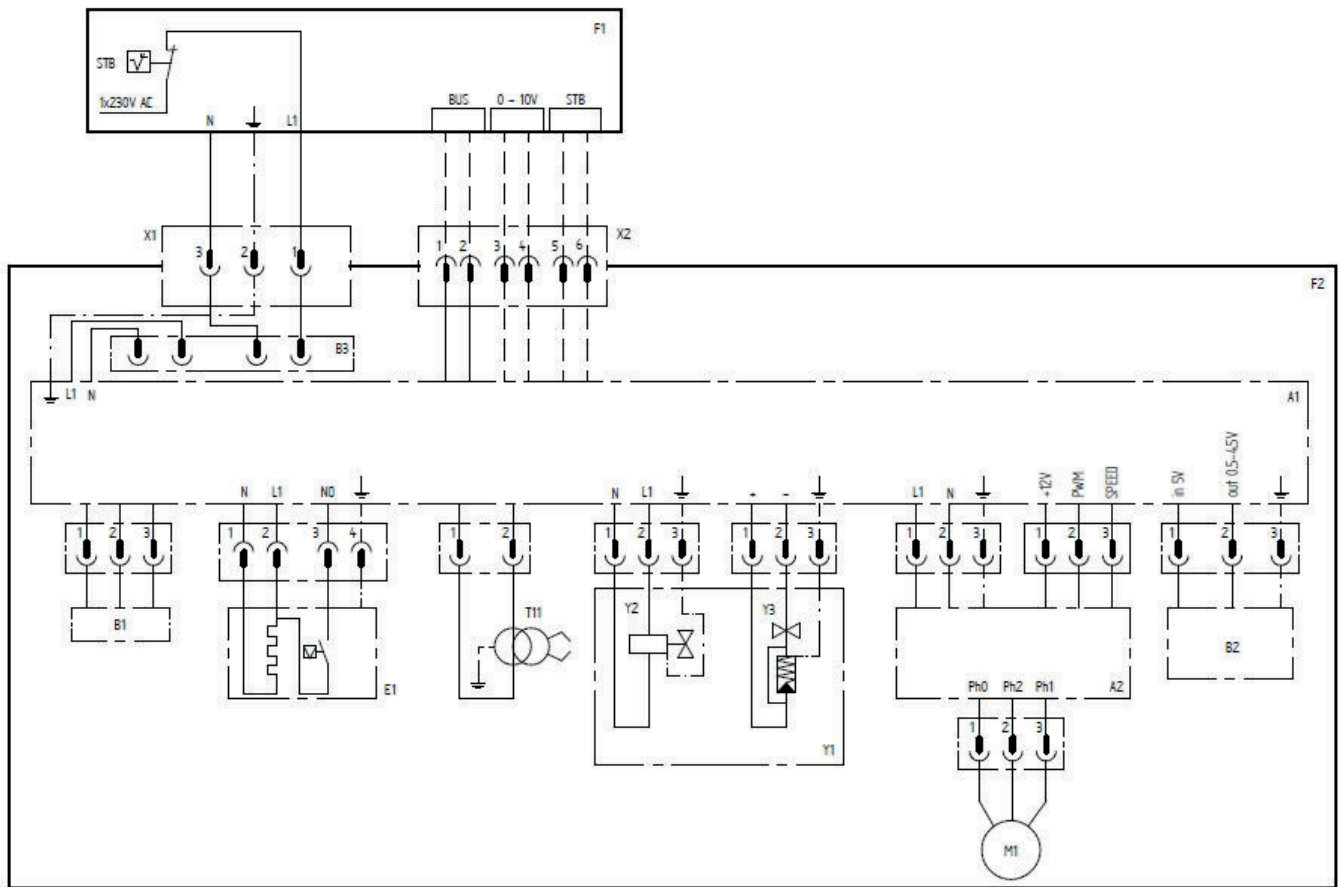 F1
STB
1x230V AC
BUS 0 - 10V STB
N L1
X1 X2
3 2 1 1 2 3 4 5 6
F2
B3
L1 N A1
N L1 NO N L1 + - L1 N +12V PWM SPEED in 5V out 0.5-4.5V
1 2 3 1 2 3 4 1 2 1 2 3 1 2 3 1 2 3 1 2 3 1 2 3
B1 T11 Y2 Y3 B2
E1 Ph0 Ph2 Ph1 A2
1 2 3
Y1
M1